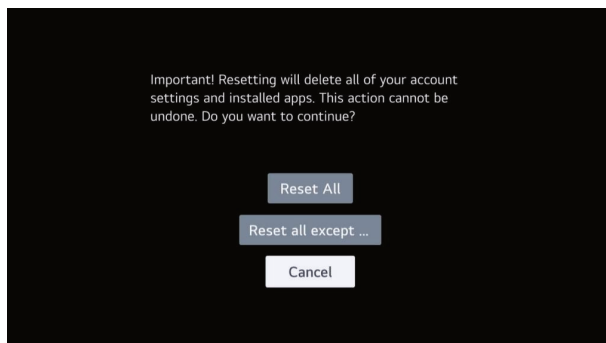 Important! Resetting will delete all of your account
settings and installed apps. This action cannot be
undone. Do you want to continue?
Reset All
Reset all except ...
Cancel